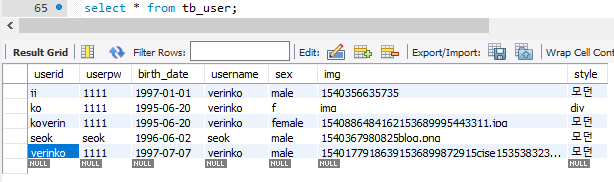 65 select * from tb_user;
Result Grid Filter Rows: Edit: Export/Import: Wrap Cell Cont
userid userpw birth_date username sex img style
ii 1111 1997-01-01 verinko male 1540356635735 모던
ko 1111 1995-06-20 verinko f img div
koverin 1111 1995-06-20 verinko female 15408864841621536899954 43311.jpg 모던
seok seok 1996-06-02 seok male 1540367980825blog.png 모던
verinko 1111 1997-07-07 verinko male 15401779186391536899872915cise153538323... 모던
NULL NULL NULL NULL NULL NULL NULL